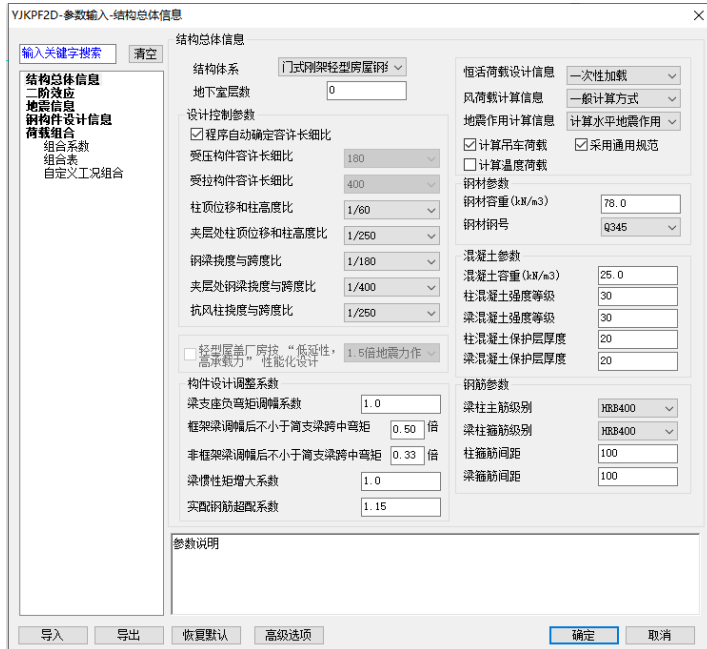 YJKPF2D-参数输入-结构总体信息
输入关键字搜索
清空
结构总体信息
二阶效应
地震信息
钢构件设计信息
荷载组合
组合系数
组合表
自定义工况组合
结构总体信息
结构体系
门式刚架轻型房屋钢
地下室层数
0
设计控制参数
程序自动确定容许长细比
受压构件容许长细比
180
受拉构件容许长细比
400
柱顶位移和柱高度比
1/60
夹层处柱顶位移和柱高度比
1/250
钢梁挠度与跨度比
1/180
夹层处钢梁挠度与跨度比
1/400
抗风柱挠度与跨度比
1/250
轻型屋盖厂房按“低延性,
高承载力”性能化设计
1.5倍地震力作
构件设计调整系数
梁支座负弯矩调幅系数
1.0
框架梁调幅后不小于简支梁跨中弯矩
0.50 倍
非框架梁调幅后不小于简支梁跨中弯矩
0.33 倍
梁惯性矩增大系数
1.0
实配钢筋超配系数
1.15
恒活荷载设计信息
一次性加载
风荷载计算信息
一般计算方式
地震作用计算信息
计算水平地震作用
计算吊车荷载
采用通用规范
计算温度荷载
钢材参数
钢材容重(kN/m3)
78.0
钢材钢号
Q345
混凝土参数
混凝土容重(kN/m3)
25.0
柱混凝土强度等级
30
梁混凝土强度等级
30
柱混凝土保护层厚度
20
梁混凝土保护层厚度
20
钢筋参数
梁柱主筋级别
HRB400
梁柱箍筋级别
HRB400
柱箍筋间距
100
梁箍筋间距
100
参数说明
导入
导出
恢复默认
高级选项
确定
取消